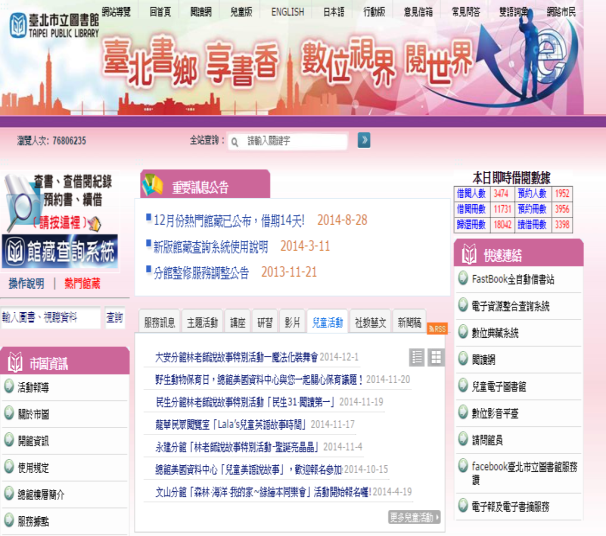 網站導覽 回首頁 閱讀網 兒童版 ENGLISH 日本語 行動版 意見信箱 常見問答 雙語詞彙 網路市民
臺北市立圖書館
TAIPEI PUBLIC LIBRARY
臺北書鄉 享書香 數位視界 閱世界
瀏覽人次: 76806235
全站查詢: 請輸入關鍵字
查書、查借閱紀錄
預約書、續借
(請按這裡)
館藏查詢系統
操作說明 | 熱門館藏
輸入圖書、視聽資料 查詢
市圖資訊
活動報導
關於市圖
開館資訊
使用規定
總館樓層簡介
服務據點
重要訊息公告
12月份熱門館藏已公布,借期14天! 2014-8-28
新版館藏查詢系統使用說明 2014-3-11
分館整修服務調整公告 2013-11-21
服務訊息 主題活動 講座 研習 影片 兒童活動 社教藝文 新聞稿 RSS
大安分館林老師說故事特別活動—魔法化裝舞會 2014-12-1
野生動物保育日,總館美國資料中心與您一起關心保育議題! 2014-11-20
民生分館林老師說故事特別活動「民生31‧閱讀第一」 2014-11-19
龍華民眾閱覽室「Lala's兒童英語故事時間」 2014-11-17
永建分館「林老師說故事特別活動-聖誕亮晶晶」 2014-11-4
總館美國資料中心「兒童美語說故事」,歡迎報名參加 2014-10-15
文山分館「森林‧海洋‧我的家~綠繪本阿樂會」活動開始報名囉! 2014-4-19
更多兒童活動
本日即時借閱數據
借閱人數 3474 預約人數 1952
借閱冊數 11731 預約冊數 3956
歸還冊數 18042 續借冊數 3398
快速連結
FastBook全自動借書站
電子資源整合查詢系統
數位典藏系統
閱讀網
兒童電子圖書館
數位影音平臺
請問館員
facebook臺北市立圖書館服務
讚
電子報及電子書摘服務